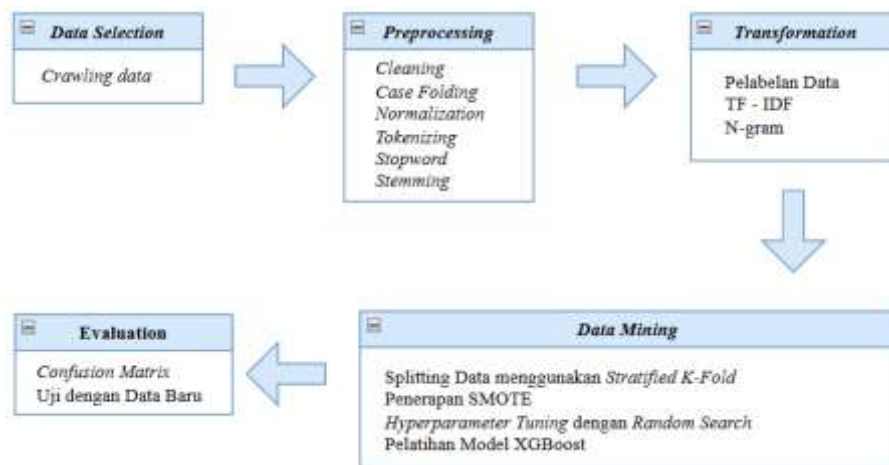 Data Selection
Crawling data
Preprocessing
Cleaning
Case Folding
Normalization
Tokenizing
Stopword
Stemming
Transformation
Pelabelan Data
TF - IDF
N-gram
Data Mining
Splitting Data menggunakan Stratified K-Fold
Penerapan SMOTE
Hyperparameter Tuning dengan Random Search
Pelatihan Model XGBoost
Evaluation
Confusion Matrix
Uji dengan Data Baru